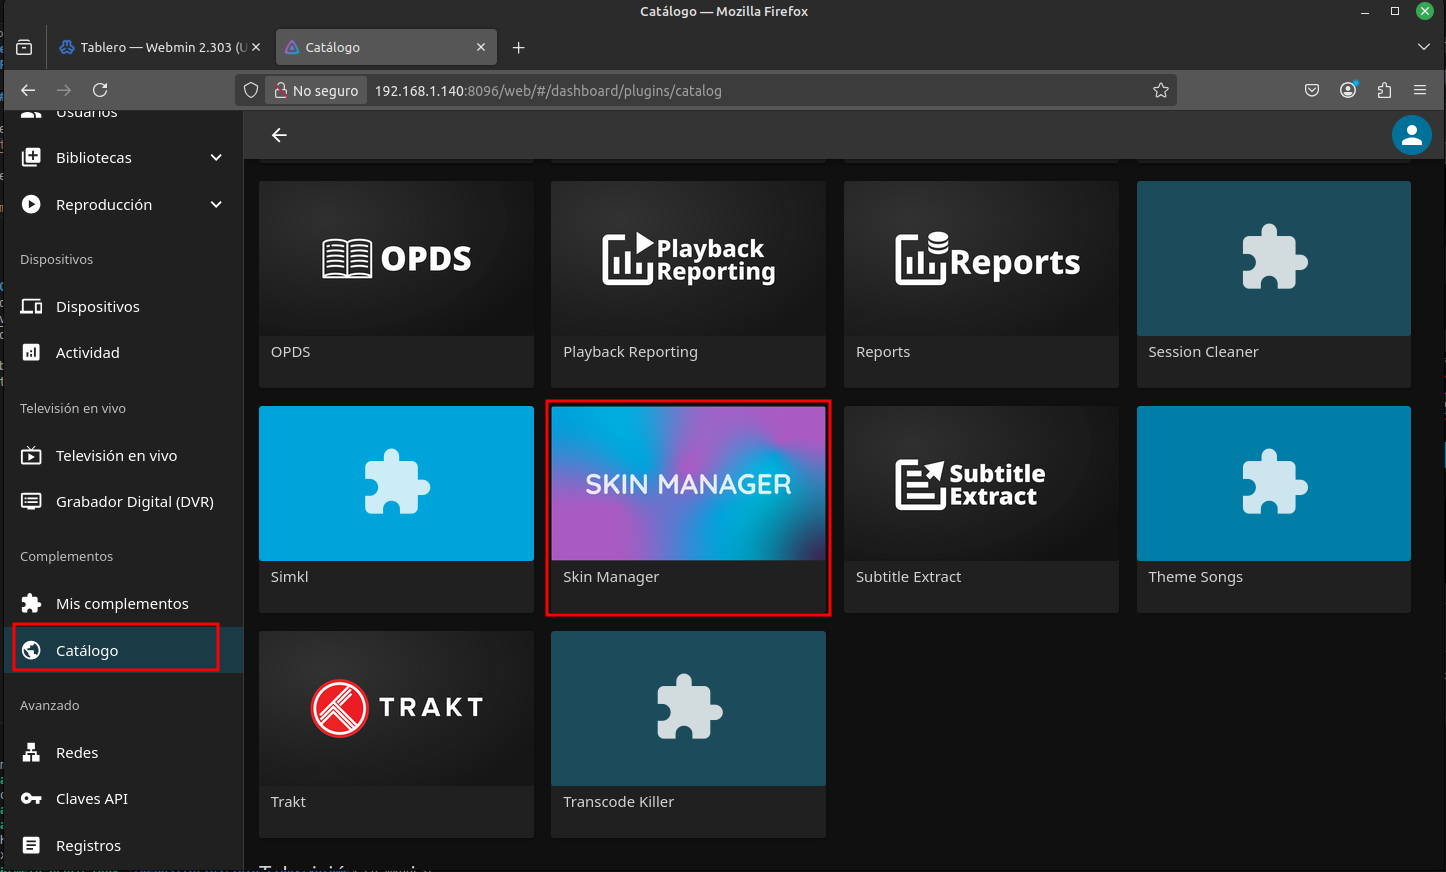 Catálogo — Mozilla Firefox
Tablero — Webmin 2.303 (U
Catálogo
No seguro
192.168.1.140:8096/web/#/dashboard/plugins/catalog
Usuarios
Bibliotecas
Reproducción
Dispositivos
Dispositivos
Actividad
Televisión en vivo
Televisión en vivo
Grabador Digital (DVR)
Complementos
Mis complementos
Catálogo
Avanzado
Redes
Claves API
Registros
OPDS
Playback
Reporting
Reports
OPDS
Playback Reporting
Reports
Session Cleaner
SKIN MANAGER
Subtitle
Extract
Simkl
Skin Manager
Subtitle Extract
Theme Songs
TRAKT
Trakt
Transcode Killer